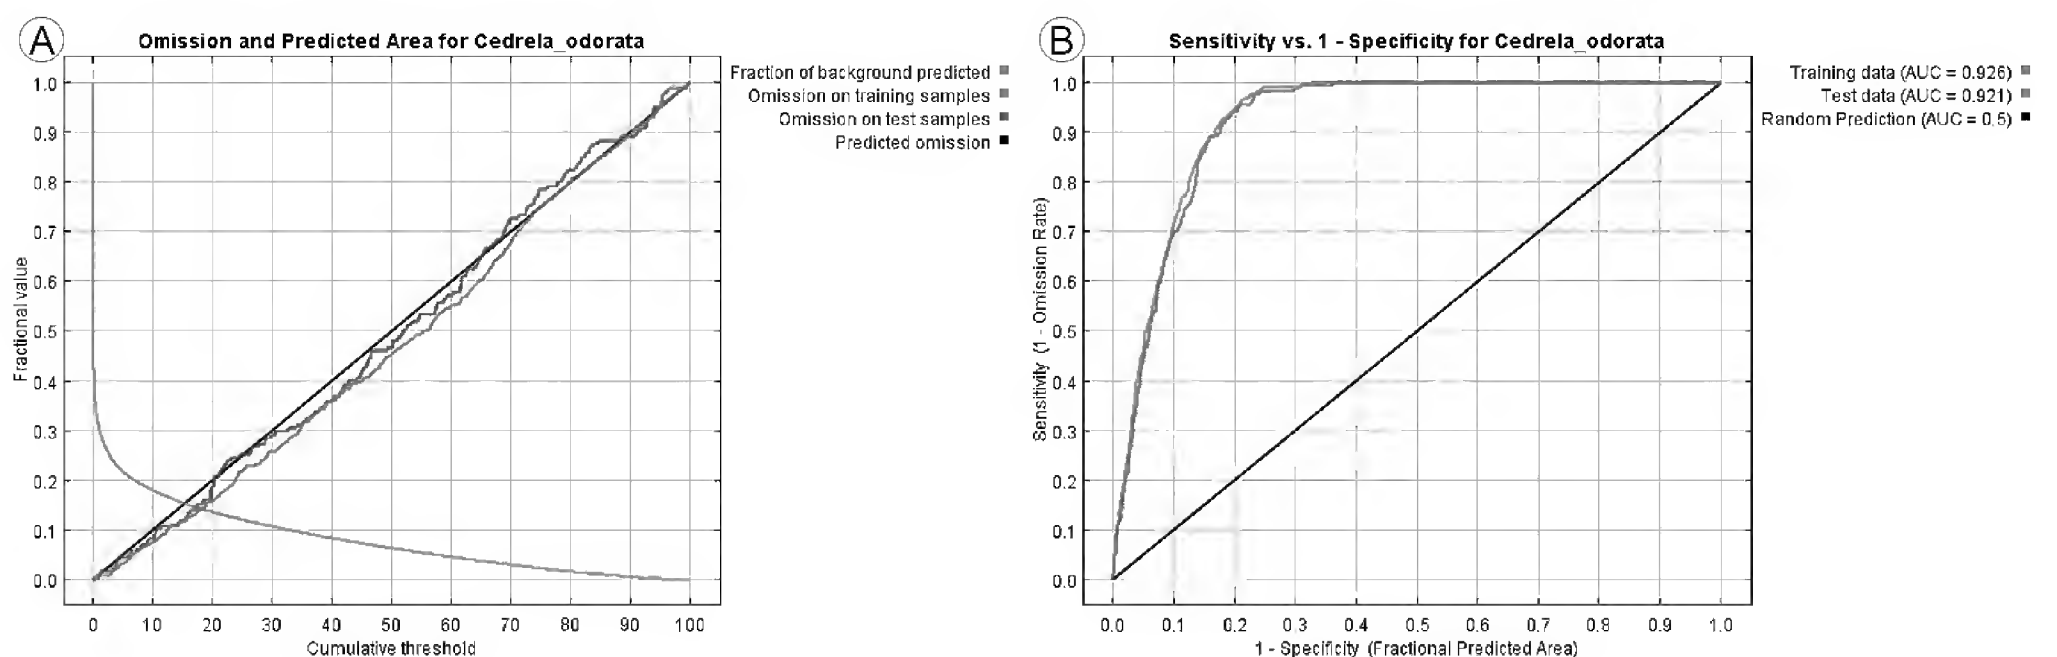 A
Omission and Predicted Area for Cedrela_odorata
Fraction of background predicted
Omission on training samples
Omission on test samples
Predicted omission
Fractional value
1.0
0.9
0.8
0.7
0.6
0.5
0.4
0.3
0.2
0.1
0.0
0 10 20 30 40 50 60 70 80 90 100
Cumulative threshold
B
Sensitivity vs. 1 - Specificity for Cedrela_odorata
Training data (AUC = 0.926)
Test data (AUC = 0.921)
Random Prediction (AUC = 0.5)
Sensitivity (1 - Omission Rate)
1.0
0.9
0.8
0.7
0.6
0.5
0.4
0.3
0.2
0.1
0.0
0.0 0.1 0.2 0.3 0.4 0.5 0.6 0.7 0.8 0.9 1.0
1 - Specificity (Fractional Predicted Area)